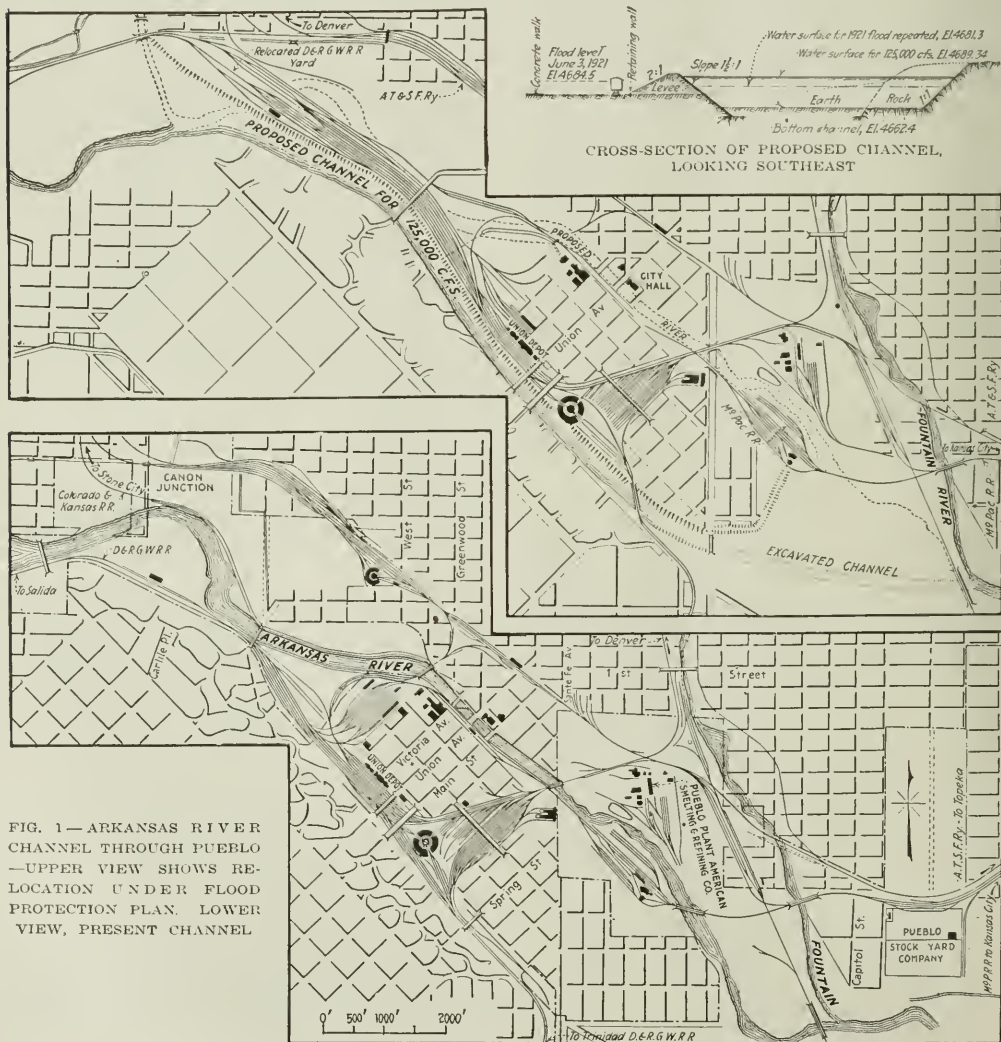 To Denver
Relocated D&RGWRR
Yard
A T & S F. Ry
PROPOSED CHANNEL FOR
125,000 C.F.S.
Concrete walk
Flood level
June 3, 1921
El.4684.5
Retaining wall
2:1
Levee
Slope 1½:1
Water surface for 1921 flood repeated, El.4681.3
Water surface for 125,000 cfs. El.4689.34
Earth
Rock
1:1
Bottom channel, El.4662.4
CROSS-SECTION OF PROPOSED CHANNEL,
LOOKING SOUTHEAST
PROPOSED
RIVER
CITY
HALL
UNION DEPOT
Union Av
Mo Pac R.R.
FOUNTAIN
RIVER
A.T.&S.F.Ry
To Kansas City
Mo Pac R.R.
EXCAVATED CHANNEL
To Stone City
CANON
JUNCTION
Colorado &
Kansas R.R.
D&RGWRR
To Salida
Carlile Pl.
West St
Greenwood St
ARKANSAS RIVER
Victoria Av.
Union Av.
Main St
UNION DEPOT
Spring St
To Denver
Santa Fe Av
1st Street
PUEBLO PLANT AMERICAN
SMELTING & REFINING CO.
FOUNTAIN
Capitol St.
A.T.S.F.Ry- To Topeka
PUEBLO
STOCK YARD
COMPANY
Mo P.R.R to Kansas City
To Trinidad D.&R.G.W.RR
0' 500' 1000' 2000'
FIG. 1—ARKANSAS RIVER
CHANNEL THROUGH PUEBLO
—UPPER VIEW SHOWS RE-
LOCATION UNDER FLOOD
PROTECTION PLAN. LOWER
VIEW, PRESENT CHANNEL